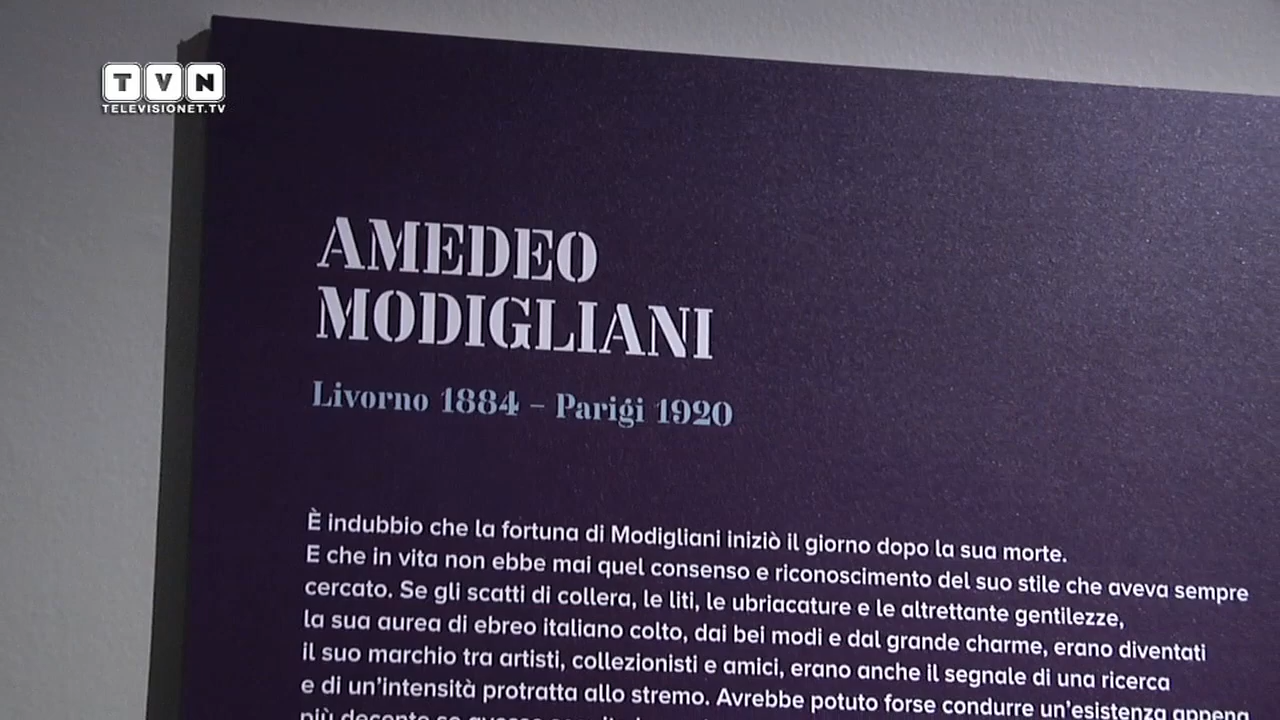 TVN
TELEVISIONET.TV
AMEDEO
MODIGLIANI
Livorno 1884 – Parigi 1920
È indubbio che la fortuna di Modigliani iniziò il giorno dopo la sua morte.
E che in vita non ebbe mai quel consenso e riconoscimento del suo stile che aveva sempre
cercato. Se gli scatti di collera, le liti, le ubriacature e le altrettante gentilezze,
la sua aurea di ebreo italiano colto, dai bei modi e dal grande charme, erano diventati
il suo marchio tra artisti, collezionisti e amici, erano anche il segnale di una ricerca
e di un'intensità protratta allo stremo. Avrebbe potuto forse condurre un'esistenza appena
più decente se avesse